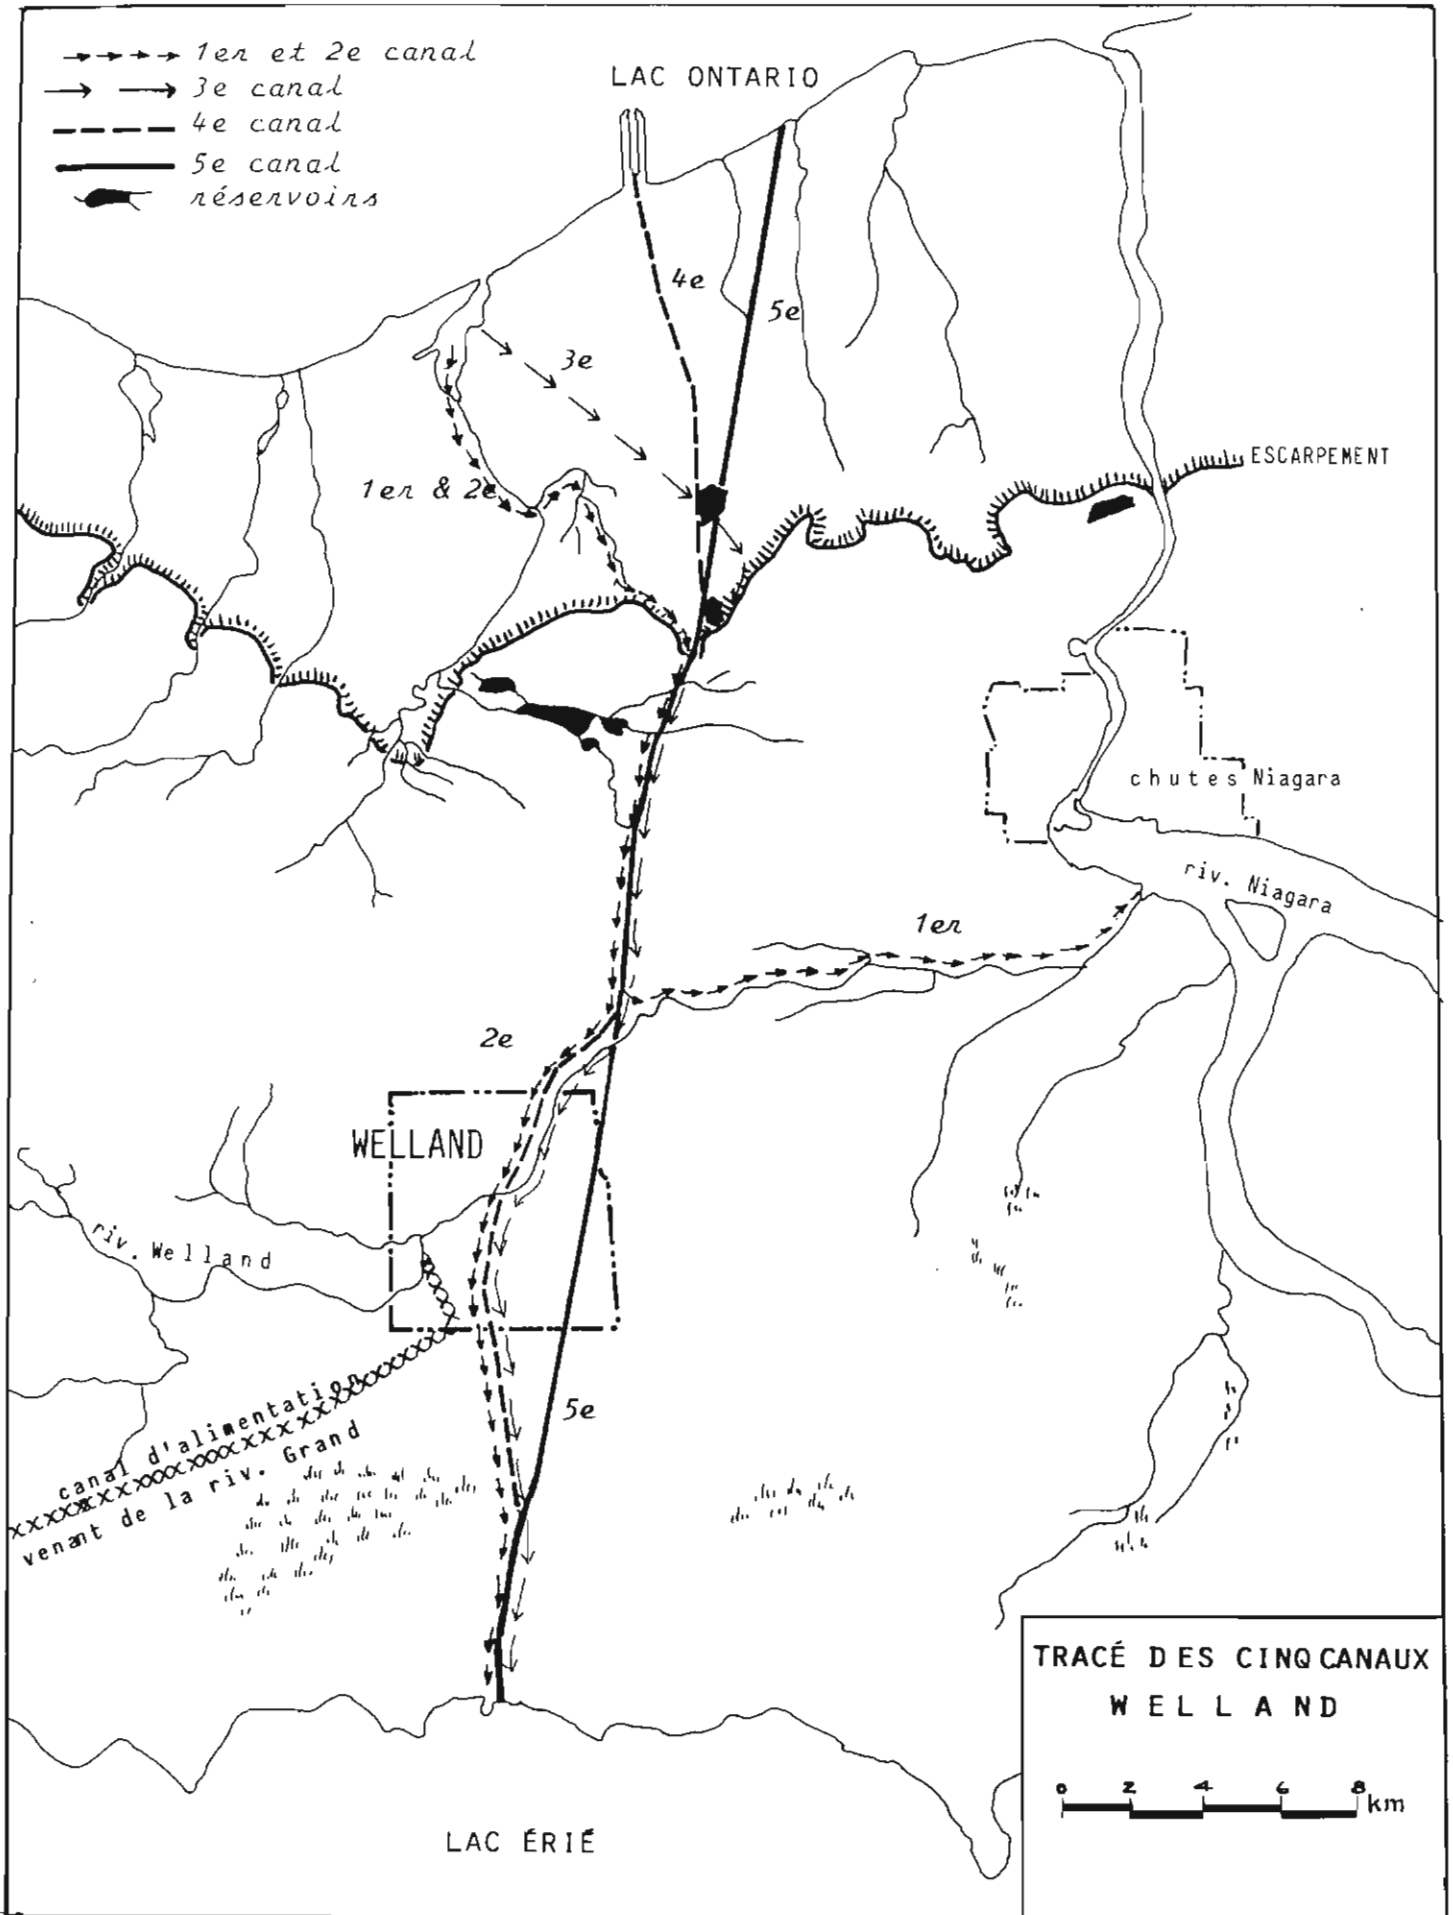 1er et 2e canal
3e canal
4e canal
5e canal
réservoirs
LAC ONTARIO
4e
5e
3e
1er & 2e
ESCARPEMENT
chutes Niagara
riv. Niagara
1er
2e
WELLAND
riv. Welland
canal d'alimentation
venant de la riv. Grand
5e
LAC ÉRIÉ
TRACÉ DES CINQ CANAUX
WELLAND
0 2 4 6 8 km